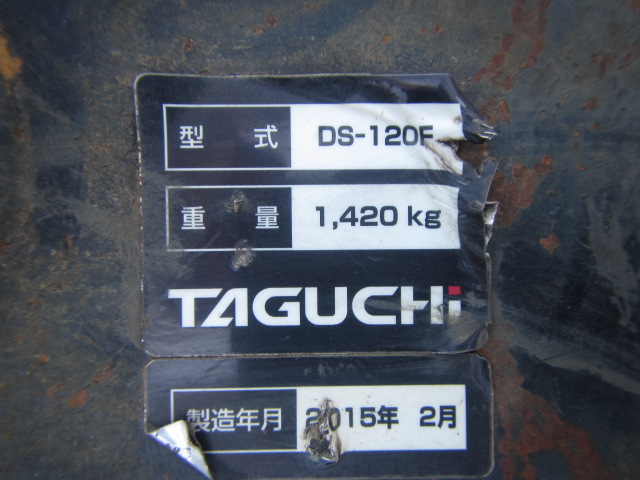 型式 DS-120F
重量 1,420 kg
TAGUCHi
製造年月 2015年 2月